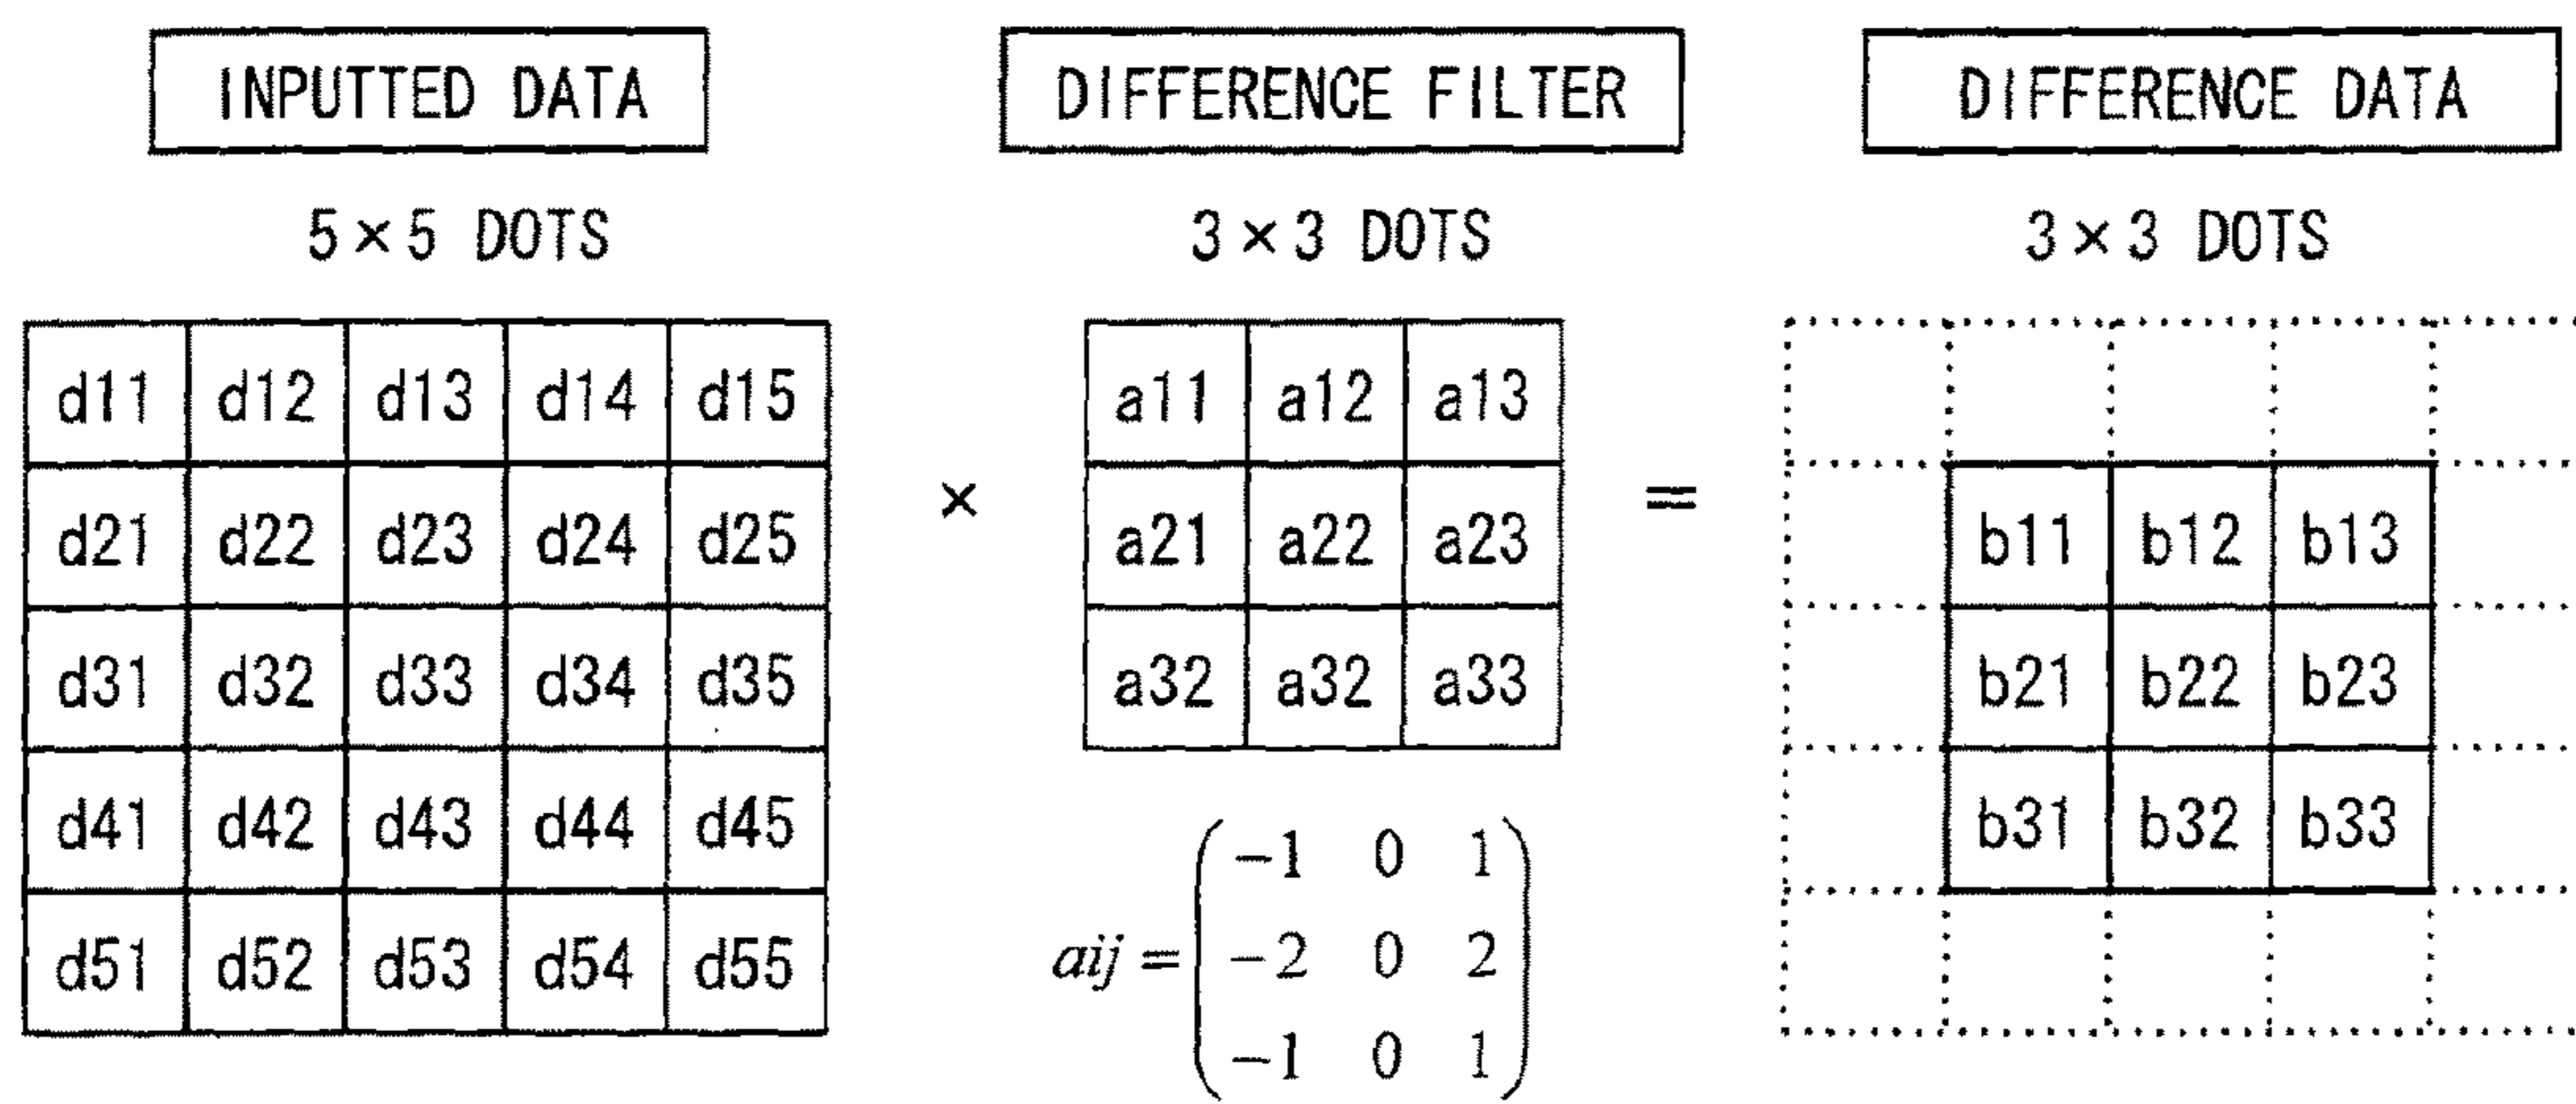 INPUTTED DATA
DIFFERENCE FILTER
DIFFERENCE DATA
5×5 DOTS
3×3 DOTS
3×3 DOTS
d11 d12 d13 d14 d15
d21 d22 d23 d24 d25
d31 d32 d33 d34 d35
d41 d42 d43 d44 d45
d51 d52 d53 d54 d55
×
a11 a12 a13
a21 a22 a23
a32 a32 a33
aij = 
-1 0 1
-2 0 2
-1 0 1
=
b11 b12 b13
b21 b22 b23
b31 b32 b33